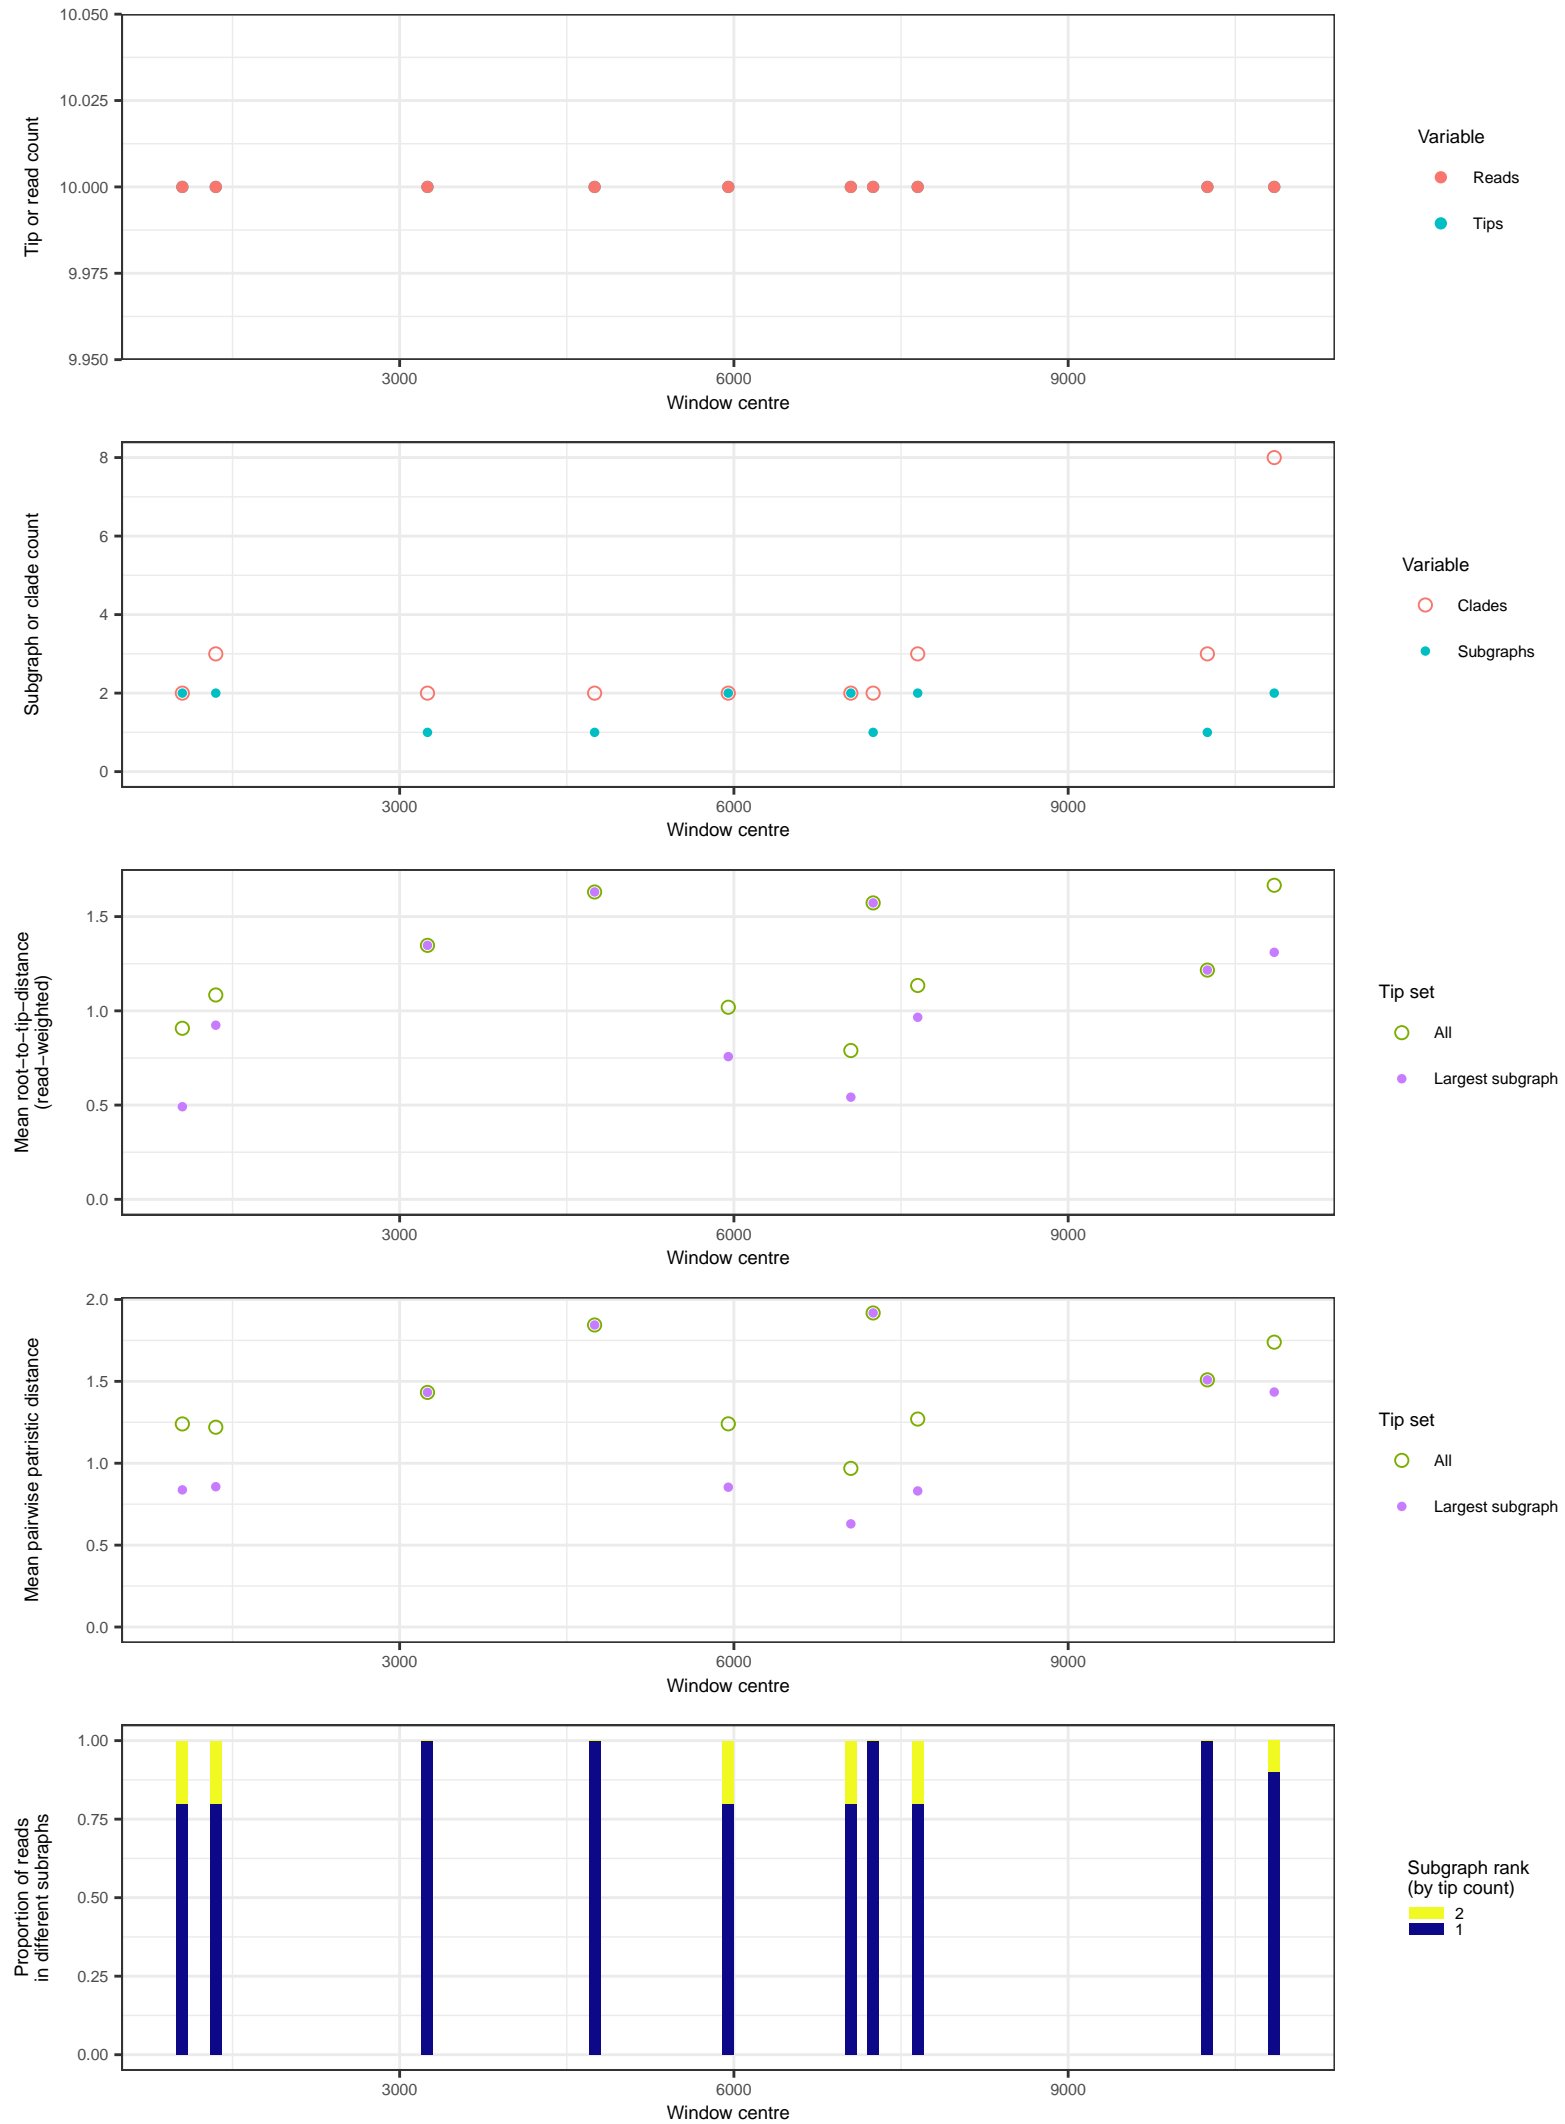 10.050
10.025
10.000
9.975
9.950
Tip or read count
3000
6000
9000
Window centre
Variable
Reads
Tips
8
6
4
2
0
Subgraph or clade count
3000
6000
9000
Window centre
Variable
Clades
Subgraphs
1.5
1.0
0.5
0.0
Mean root−to−tip−distance
(read−weighted)
3000
6000
9000
Window centre
Tip set
All
Largest subgraph
2.0
1.5
1.0
0.5
0.0
Mean pairwise patristic distance
3000
6000
9000
Window centre
Tip set
All
Largest subgraph
1.00
0.75
0.50
0.25
0.00
Proportion of reads
in different subraphs
3000
6000
9000
Window centre
Subgraph rank
(by tip count)
2
1